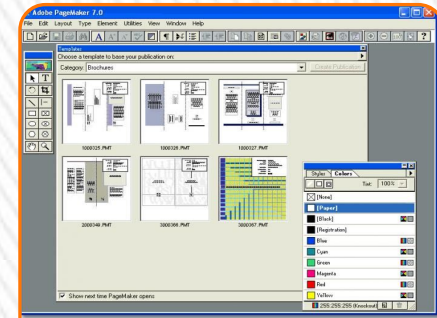 Adobe PageMaker 7.0
File Edit Layout Type Element Utilities View Window Help
Templates
Choose a template to base your publication on:
Category: Brochures
Create Publication
1000325.PMT 1000326.PMT 1000327.PMT
2000348.PMT 3000366.PMT 3000367.PMT
Show next time PageMaker opens
Styles Colors
Tint: 100%
[None]
[Paper]
[Black]
[Registration]
Blue
Cyan
Green
Magenta
Red
Yellow
255.255.255 (Knockout)